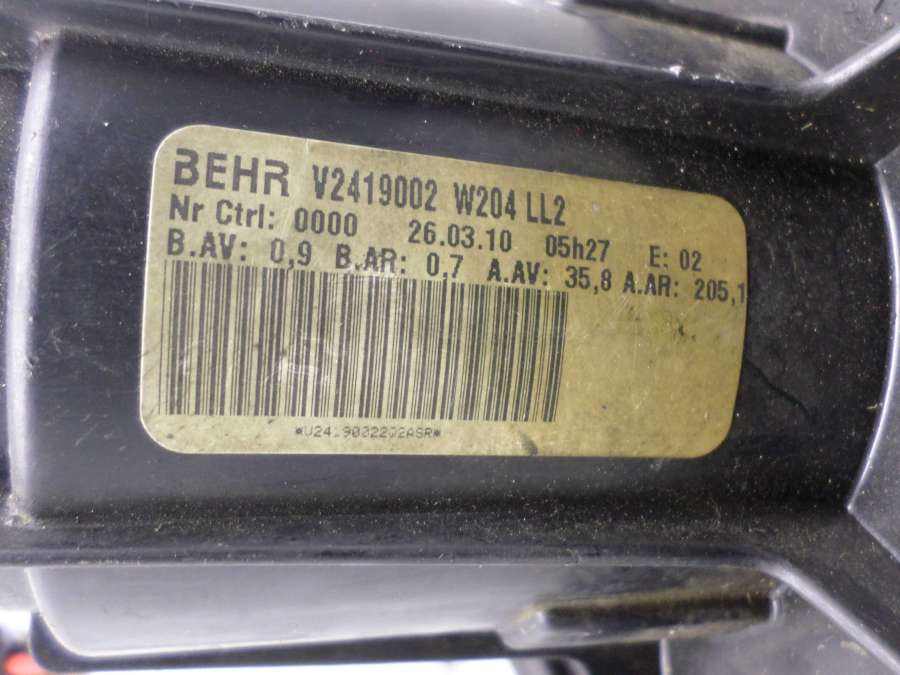 BEHR V2419002 W204 LL2
Nr Ctrl: 0000 26.03.10 05h27 E: 02
B.AV: 0,9 B.AR: 0,7 A.AV: 35,8 A.AR: 205,1